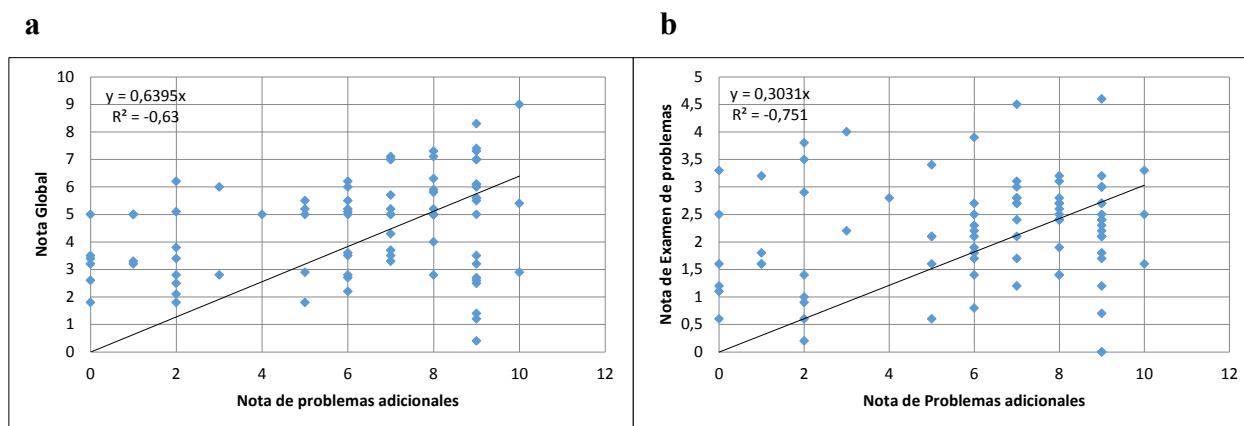 a
b
y = 0,6395x
R² = -0,63
Nota Global
10
9
8
7
6
5
4
3
2
1
0
0 2 4 6 8 10 12
Nota de problemas adicionales
y = 0,3031x
R² = -0,751
Nota de Examen de problemas
5
4,5
4
3,5
3
2,5
2
1,5
1
0,5
0
0 2 4 6 8 10 12
Nota de Problemas adicionales